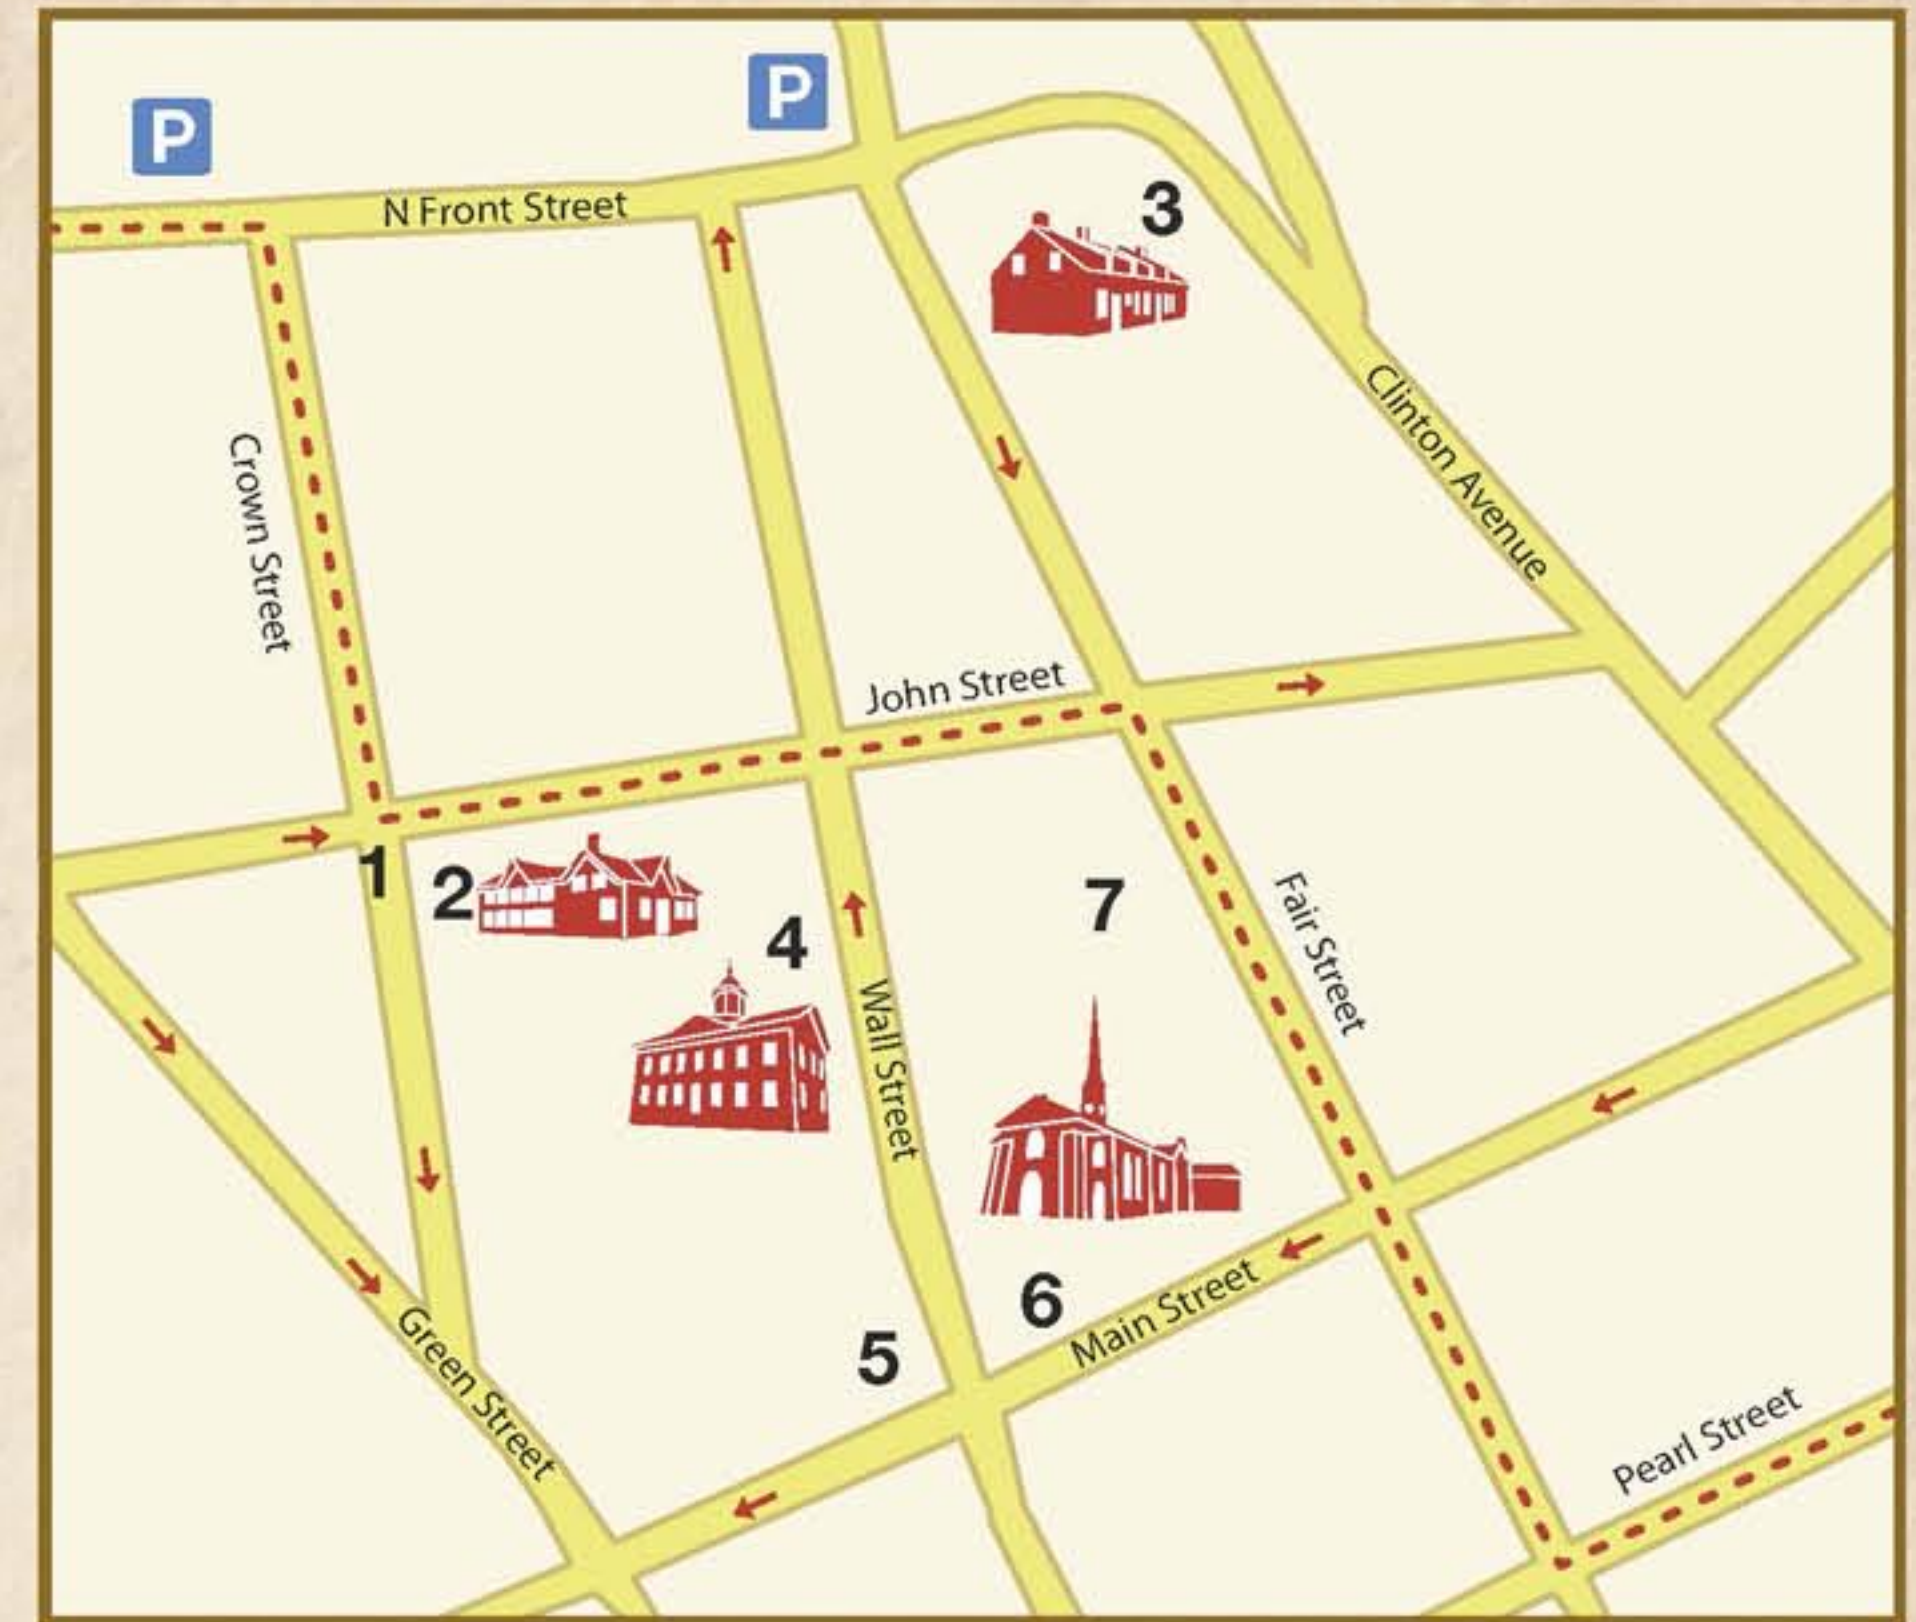 P
P
3
N Front Street
Clinton Avenue
Crown Street
John Street
1
2
4
7
Fair Street
Wall Street
6
5
Main Street
Green Street
Pearl Street